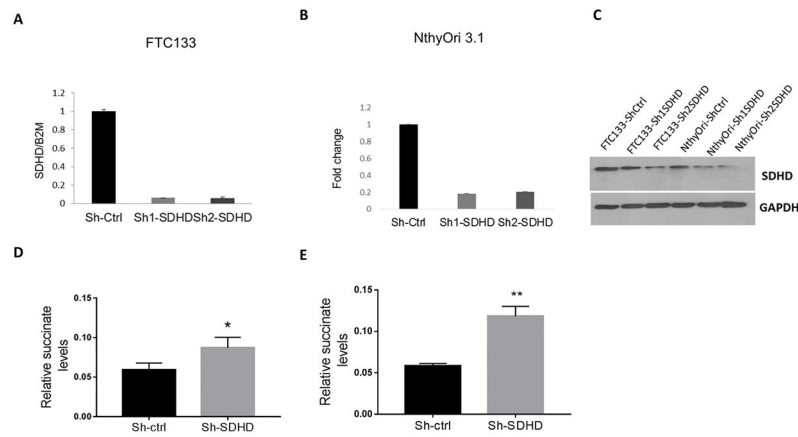 A
FTC133
SDHD/B2M
1.2
1
0.8
0.6
0.4
0.2
0
Sh-Ctrl
Sh1-SDHD
Sh2-SDHD
B
NthyOri 3.1
Fold change
1.2
1
0.8
0.6
0.4
0.2
0
Sh-Ctrl
Sh1-SDHD
Sh2-SDHD
C
FTC133-ShCtrl
FTC133-Sh1SDHD
FTC133-Sh2SDHD
NthyOri-ShCtrl
NthyOri-Sh1SDHD
NthyOri-Sh2SDHD
SDHD
GAPDH
D
Relative succinate
levels
0.15
0.10
0.05
0.00
*
Sh-ctrl
Sh-SDHD
E
Relative succinate
levels
0.15
0.10
0.05
0.00
**
Sh-ctrl
Sh-SDHD